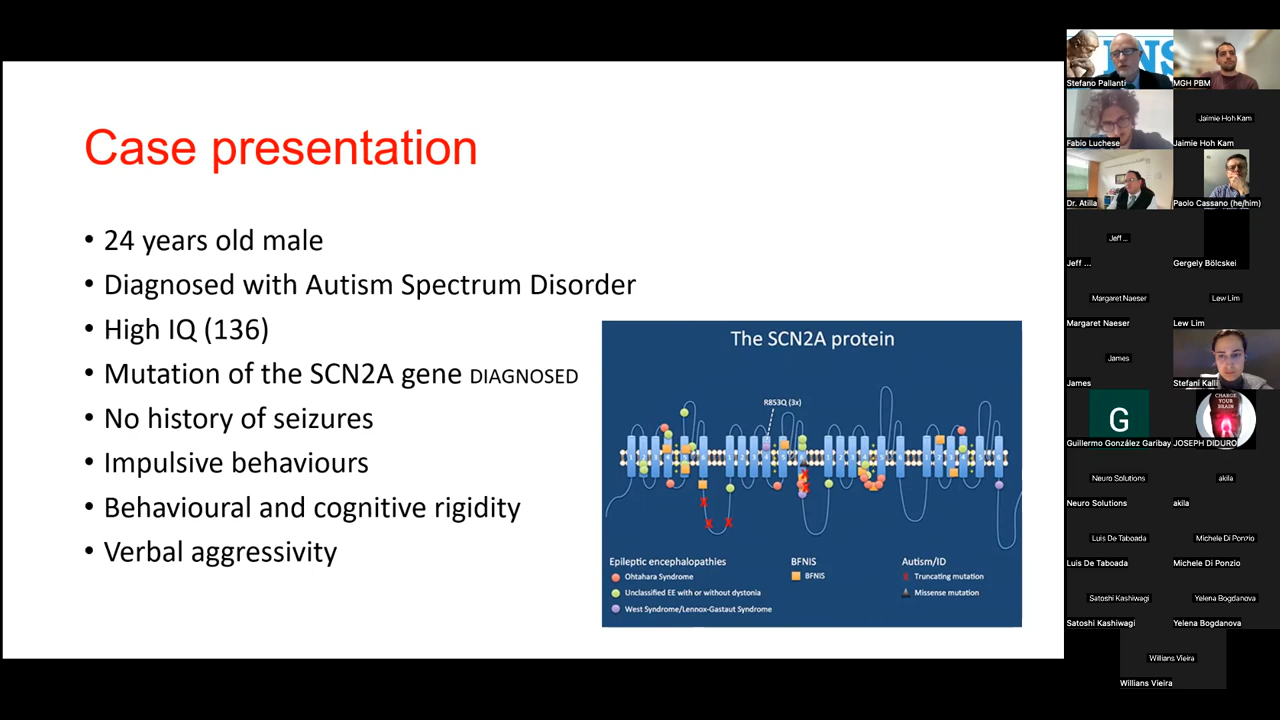 Case presentation
• 24 years old male
• Diagnosed with Autism Spectrum Disorder
• High IQ (136)
• Mutation of the SCN2A gene DIAGNOSED
• No history of seizures
• Impulsive behaviours
• Behavioural and cognitive rigidity
• Verbal aggressivity
The SCN2A protein
R853Q (3x)
Epileptic encephalopathies
Ohtahara Syndrome
Unclassified EE with or without dystonia
West Syndrome/Lennox-Gastaut Syndrome
BFNIS
BFNIS
Autism/ID
Truncating mutation
Missense mutation
Stefano Pallanti
MGH PBM
Fabio Luchese
Jaimie Hoh Kam
Jaimie Hoh Kam
Dr. Atilla
Paolo Cassano (he/him)
Jeff ...
Jeff ...
Gergely Bölcskei
Margaret Naeser
Margaret Naeser
Lew Lim
Lew Lim
James
James
Stefani Kalli
G
Guillermo González Garibay
CHARGE
YOUR
BRAIN
JOSEPH DIDURO
Neuro Solutions
Neuro Solutions
akila
akila
Luis De Taboada
Luis De Taboada
Michele Di Ponzio
Michele Di Ponzio
Satoshi Kashiwagi
Satoshi Kashiwagi
Yelena Bogdanova
Yelena Bogdanova
Willians Vieira
Willians Vieira